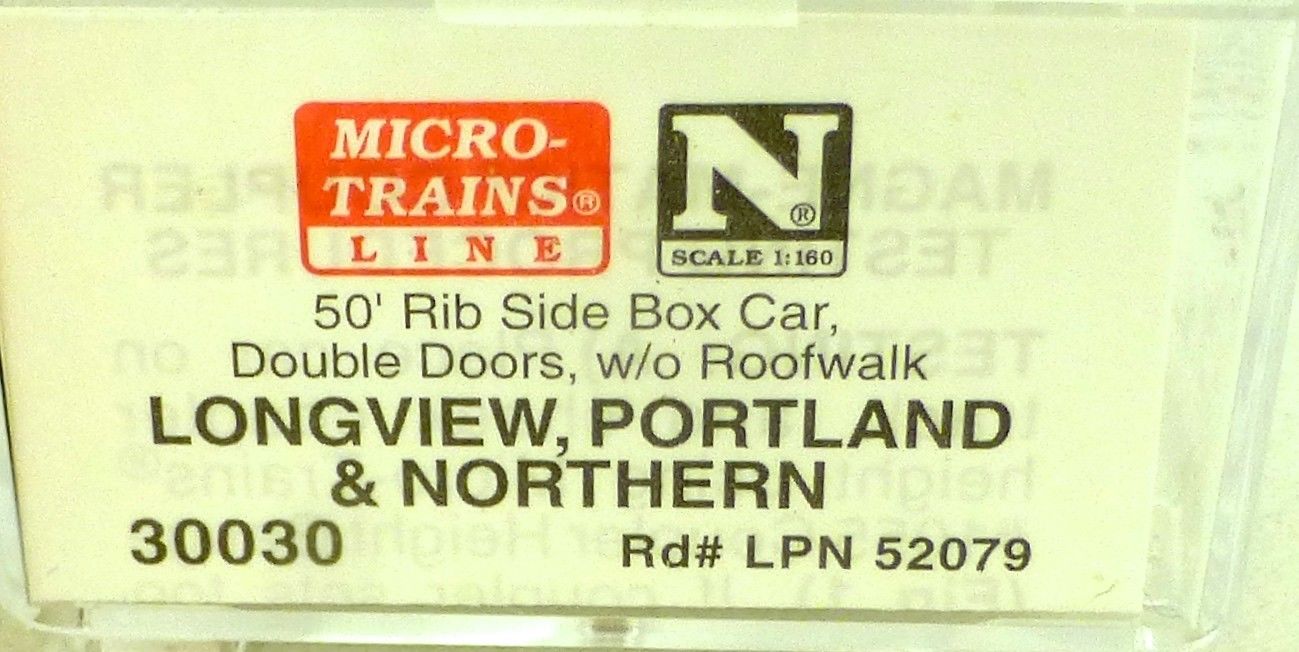 MICRO-
TRAINS®
LINE
N®
SCALE 1:160
50' Rib Side Box Car,
Double Doors, w/o Roofwalk
LONGVIEW, PORTLAND
& NORTHERN
30030 Rd# LPN 52079